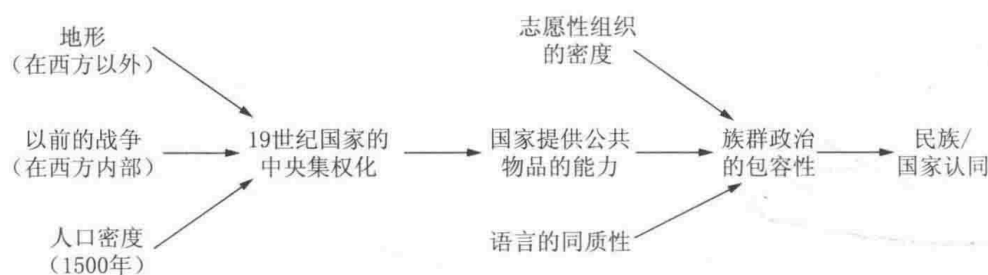 地形
（在西方以外）
以前的战争
（在西方内部）
人口密度
（1500年）
19世纪国家的
中央集权化
志愿性组织
的密度
国家提供公共
物品的能力
语言的同质性
族群政治
的包容性
民族/
国家认同